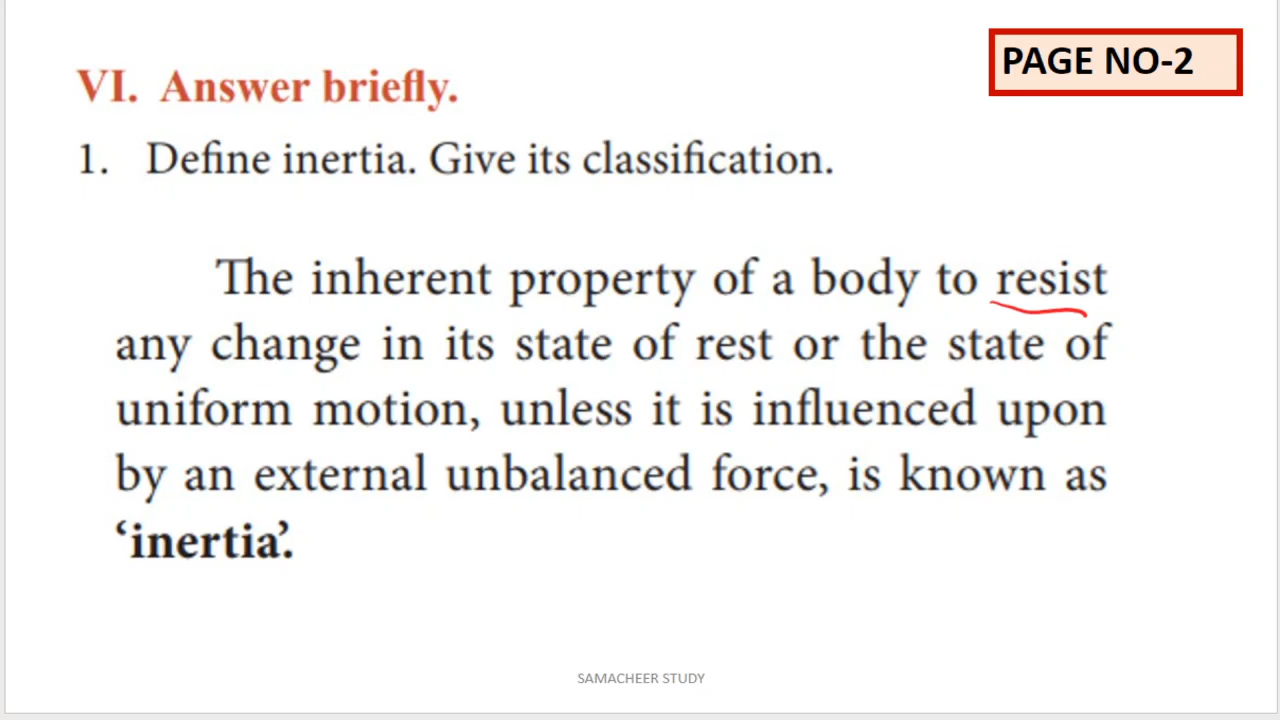 PAGE NO-2
VI. Answer briefly.
1. Define inertia. Give its classification.
The inherent property of a body to resist
any change in its state of rest or the state of
uniform motion, unless it is influenced upon
by an external unbalanced force, is known as
‘inertia’.
SAMACHEER STUDY